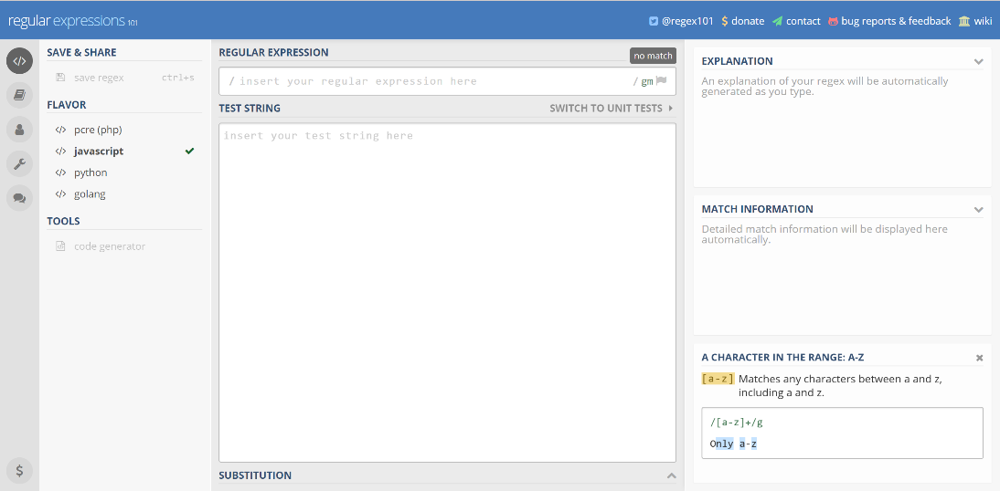 regular expressions 101
@regex101 donate contact bug reports & feedback wiki
SAVE & SHARE
save regex ctrl+s
FLAVOR
pcre (php)
javascript
python
golang
TOOLS
code generator
REGULAR EXPRESSION
no match
/ insert your regular expression here / gm
TEST STRING SWITCH TO UNIT TESTS
insert your test string here
SUBSTITUTION
EXPLANATION
An explanation of your regex will be automatically
generated as you type.
MATCH INFORMATION
Detailed match information will be displayed here
automatically.
A CHARACTER IN THE RANGE: A-Z
[a-z] Matches any characters between a and z,
including a and z.
/[a-z]+/g
Only a-z
$